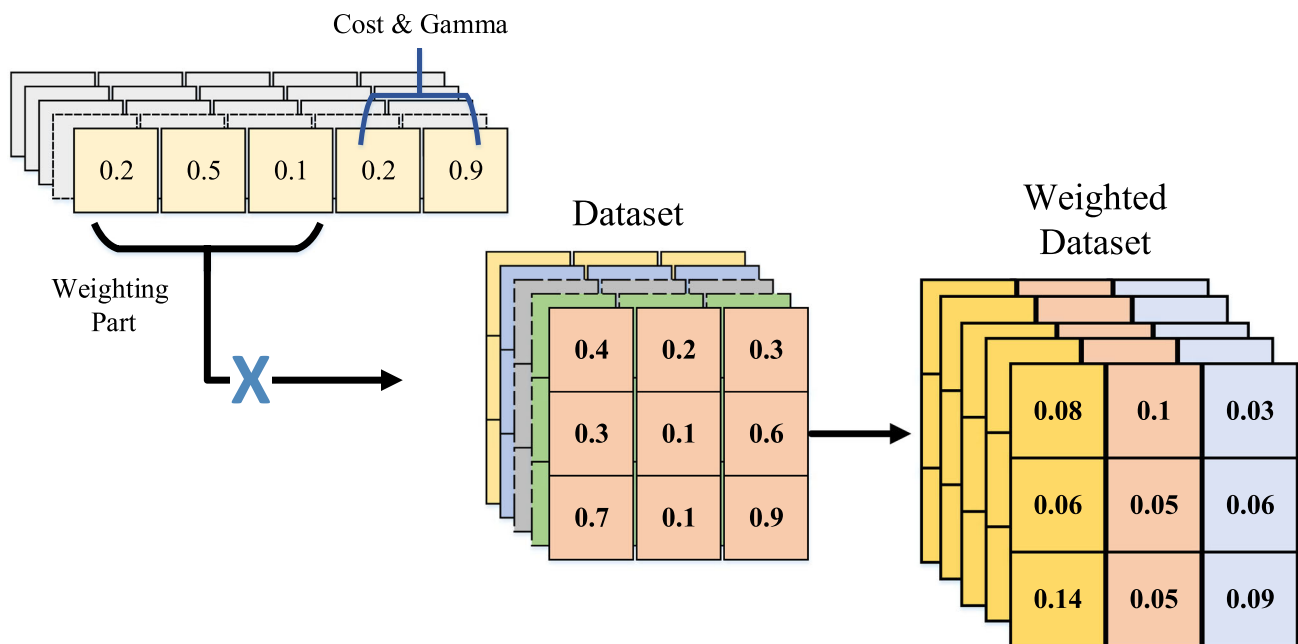 Cost & Gamma
0.2 0.5 0.1 0.2 0.9
Weighting
Part
X
Dataset
0.4 0.2 0.3
0.3 0.1 0.6
0.7 0.1 0.9
Weighted
Dataset
0.08 0.1 0.03
0.06 0.05 0.06
0.14 0.05 0.09